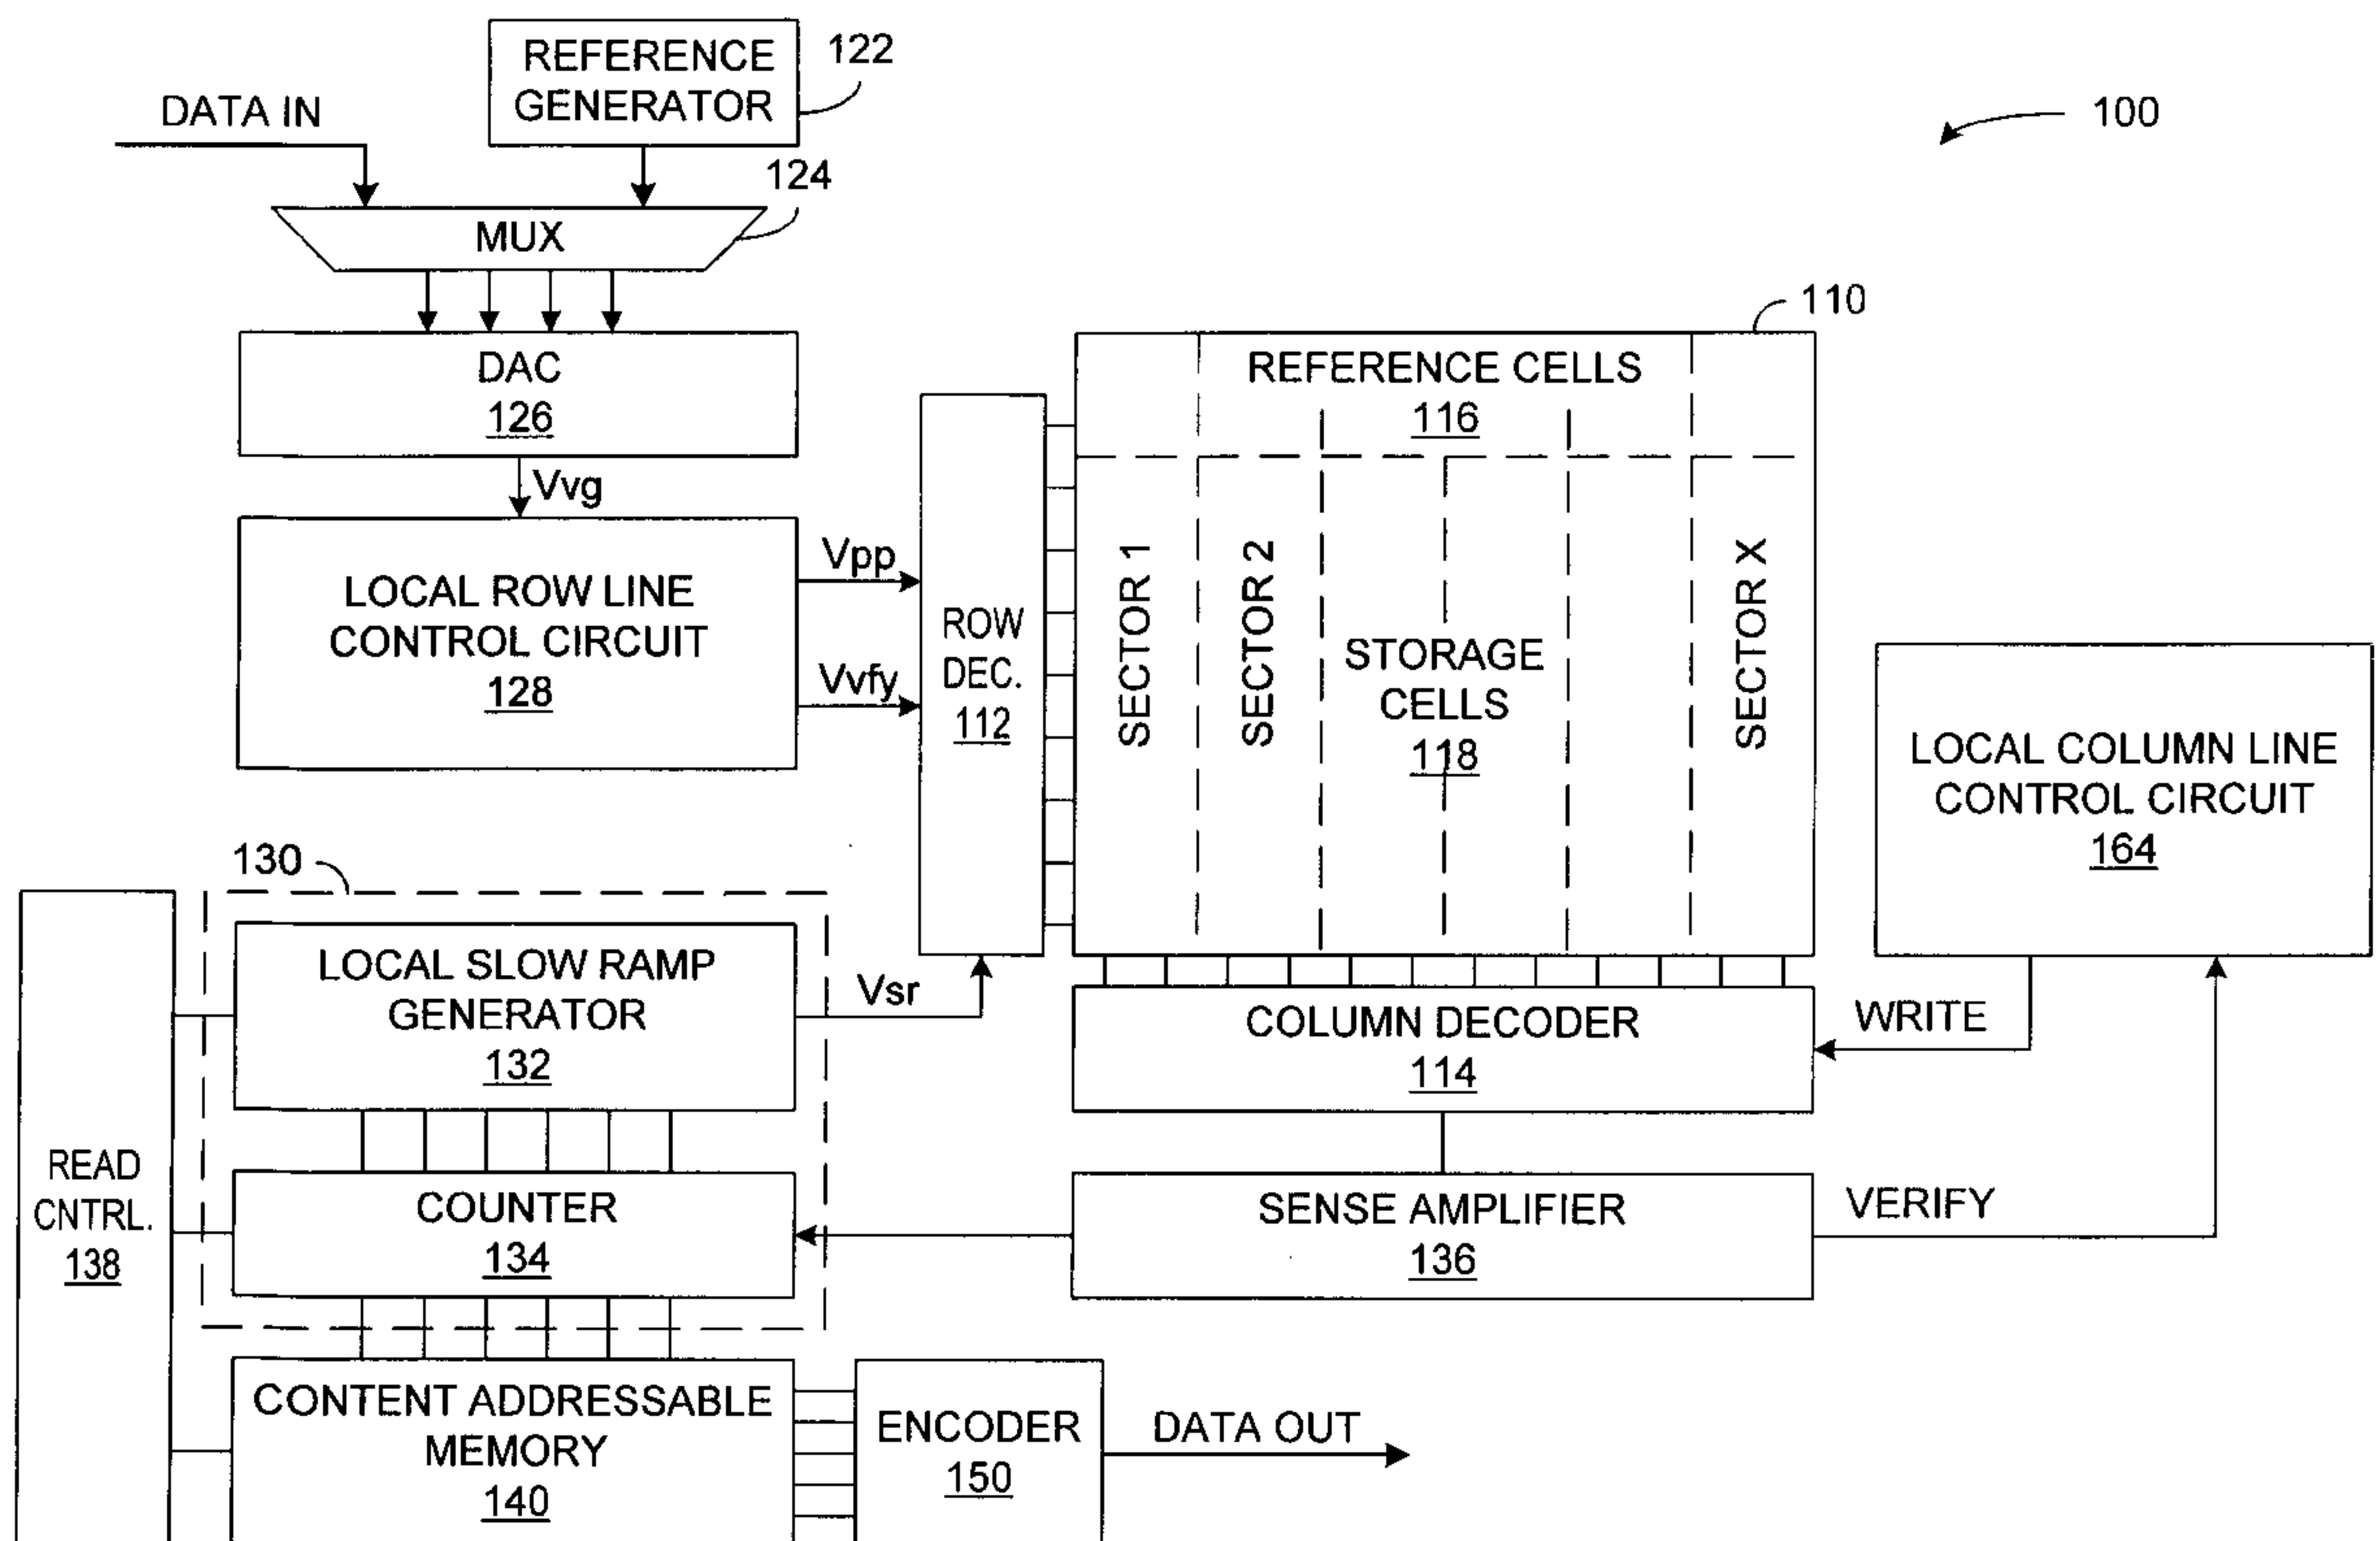 REFERENCE
GENERATOR
122
DATA IN
100
124
MUX
110
DAC
126
REFERENCE CELLS
116
Vvg
LOCAL ROW LINE
CONTROL CIRCUIT
128
Vpp
Vvfy
ROW
DEC.
112
SECTOR 1
SECTOR 2
STORAGE
CELLS
118
SECTOR X
LOCAL COLUMN LINE
CONTROL CIRCUIT
164
130
LOCAL SLOW RAMP
GENERATOR
132
Vsr
COLUMN DECODER
114
WRITE
READ
CNTRL.
138
COUNTER
134
SENSE AMPLIFIER
136
VERIFY
CONTENT ADDRESSABLE
MEMORY
140
ENCODER
150
DATA OUT